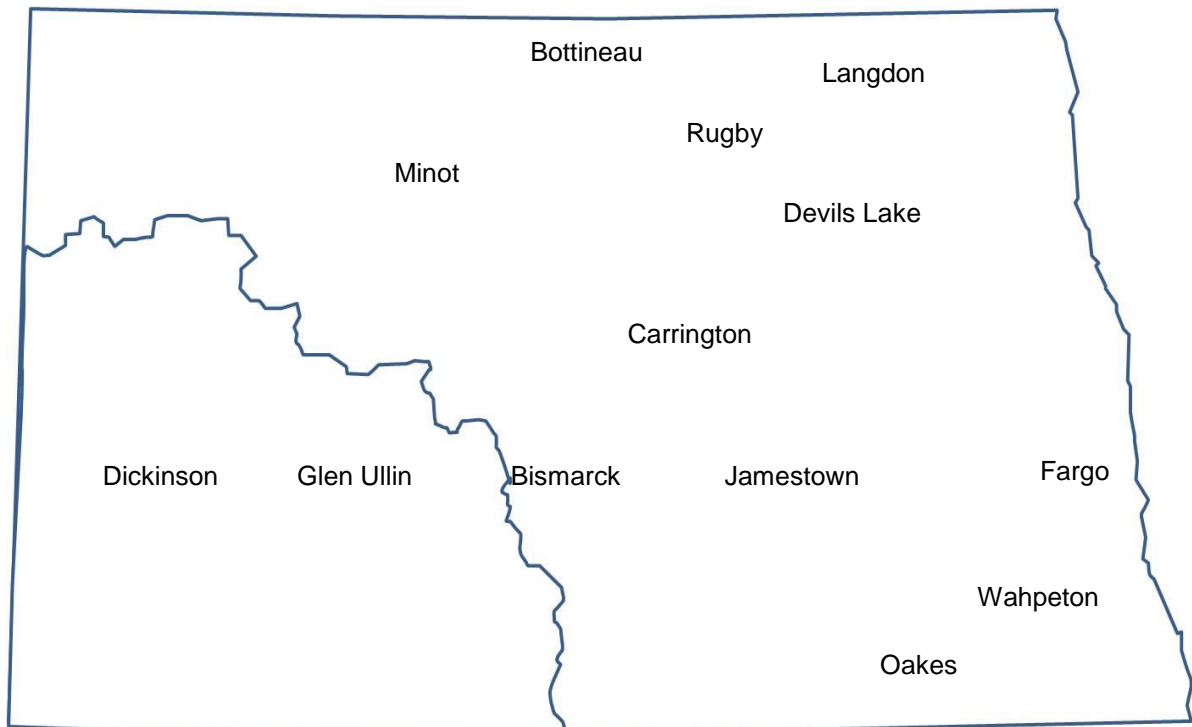 Bottineau
Langdon
Rugby
Minot
Devils Lake
Carrington
Dickinson
Glen Ullin
Bismarck
Jamestown
Fargo
Wahpeton
Oakes